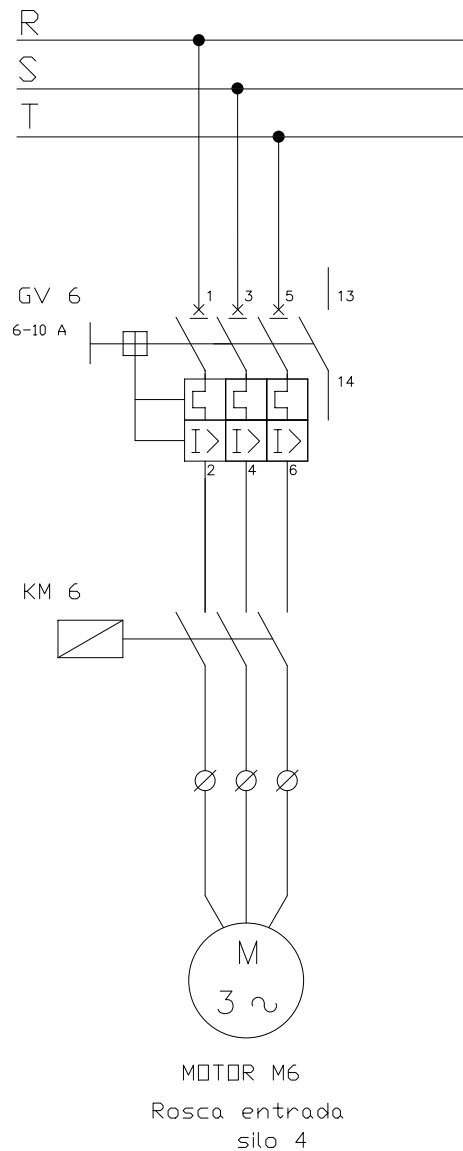 R
S
T
GV 6
6-10 A
1 3 5 13
14
I> I> I>
2 4 6
KM 6
M
3 ~
MOTOR M6
Rosca entrada
silo 4